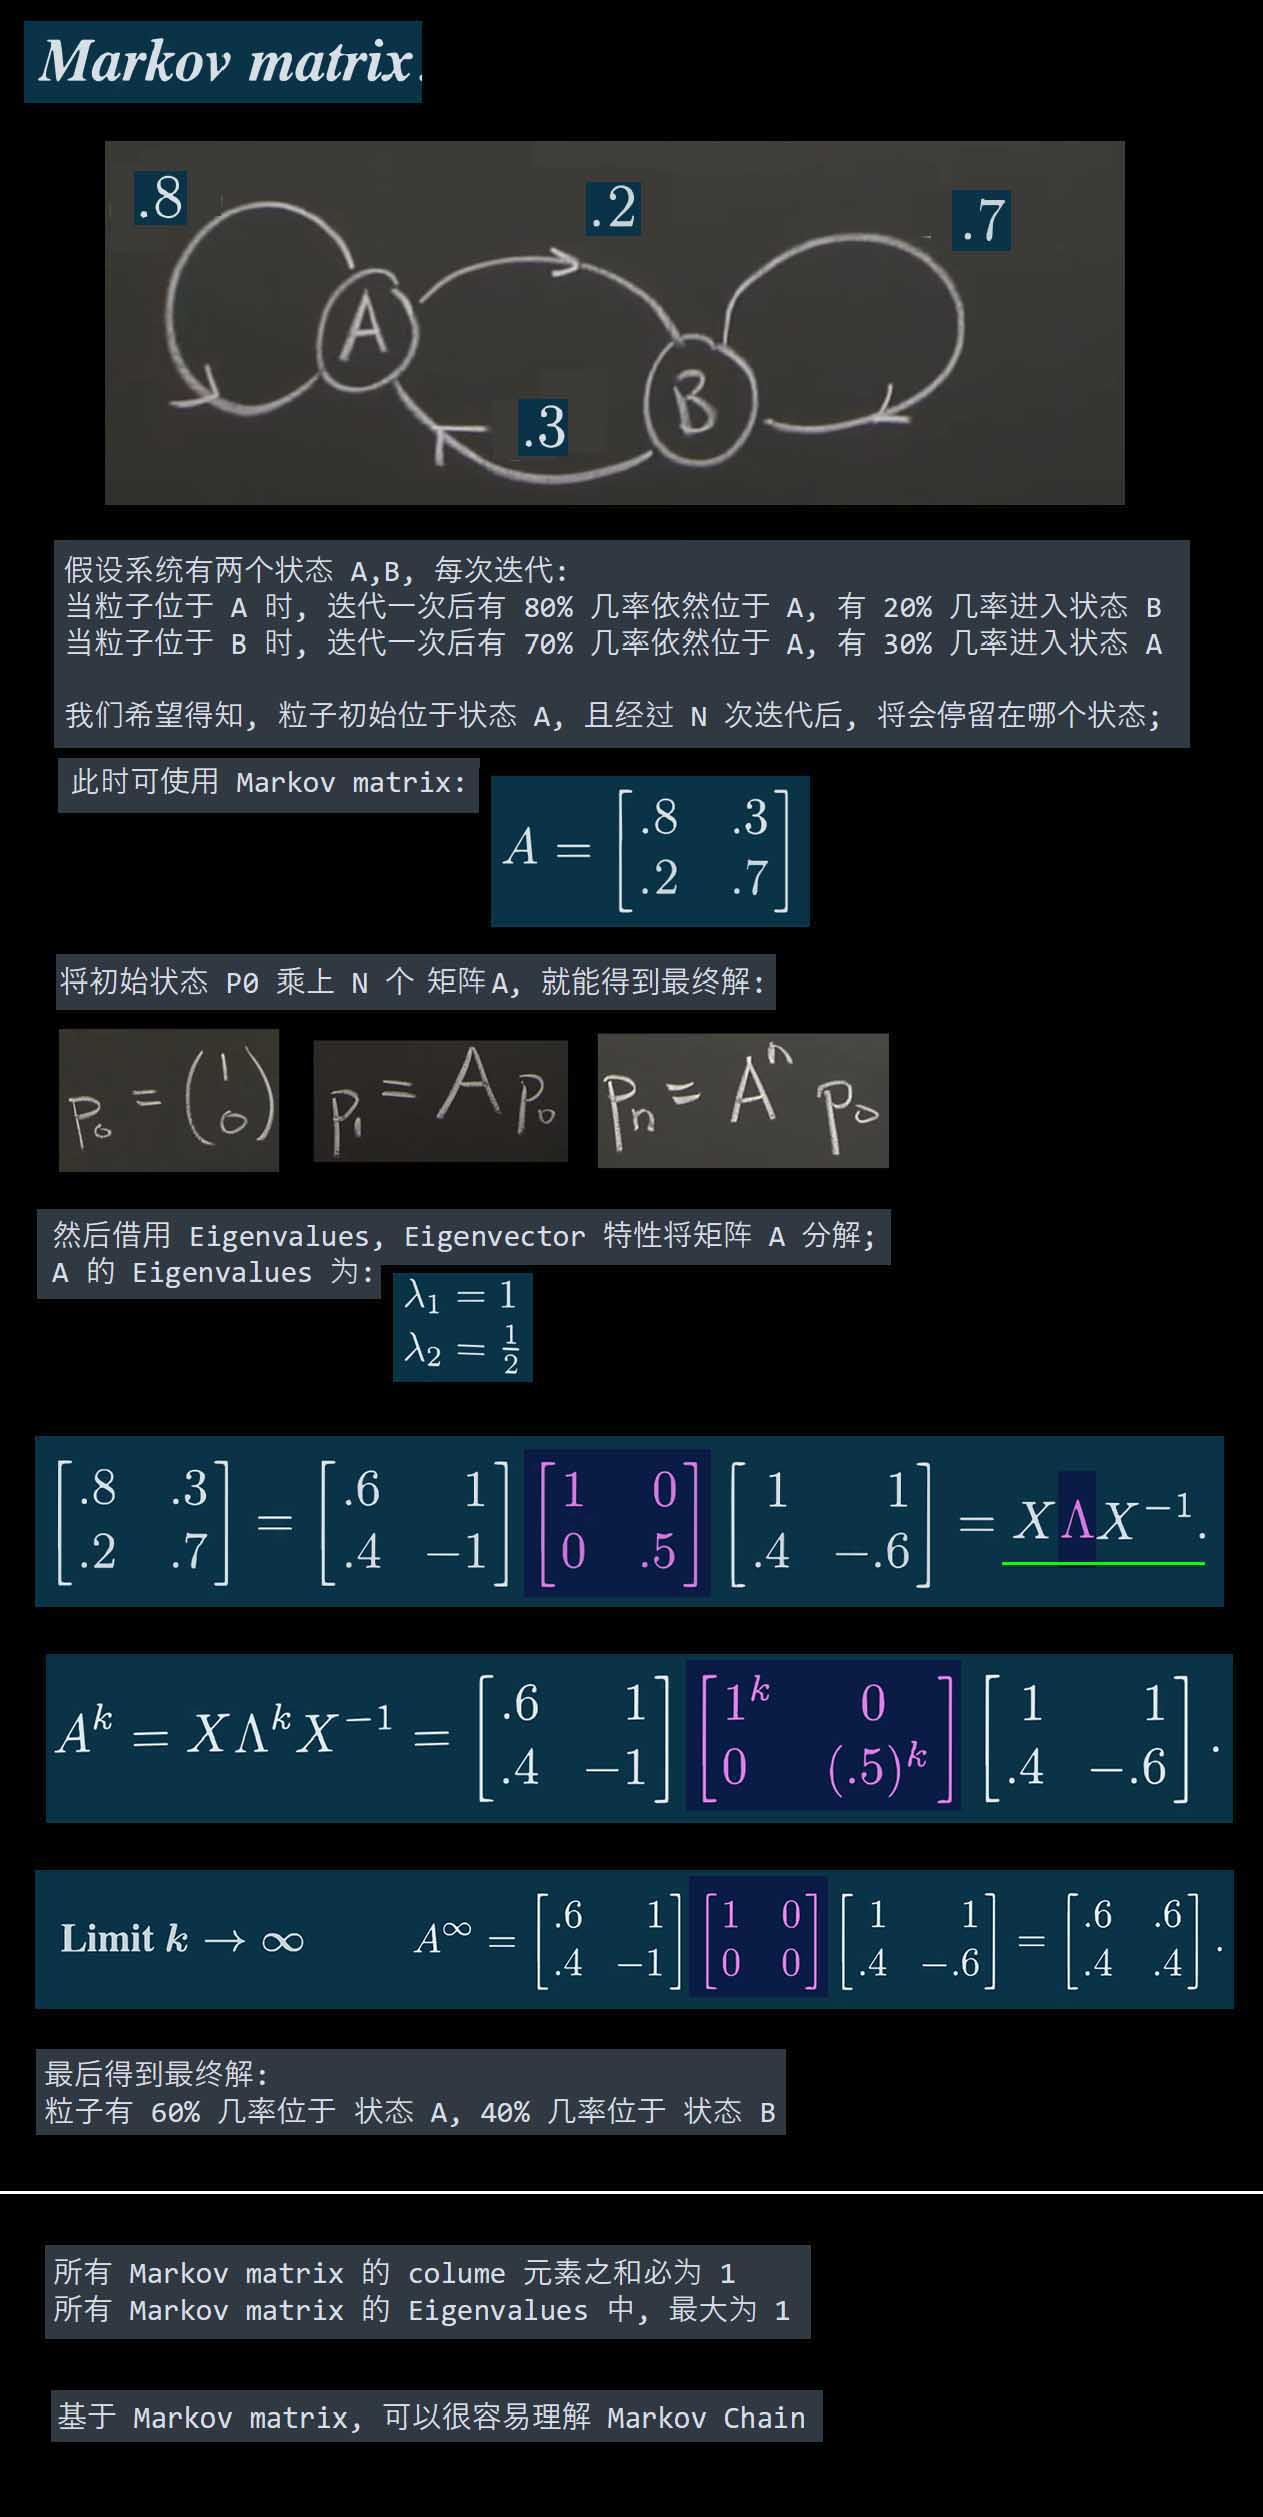 Markov matrix.
.8
.2
.7
A
B
.3
假设系统有两个状态 A,B, 每次迭代:
当粒子位于 A 时, 迭代一次后有 80% 几率依然位于 A, 有 20% 几率进入状态 B
当粒子位于 B 时, 迭代一次后有 70% 几率依然位于 A, 有 30% 几率进入状态 A
我们希望得知, 粒子初始位于状态 A, 且经过 N 次迭代后, 将会停留在哪个状态;
此时可使用 Markov matrix:
A = [.8 .3
.2 .7]
将初始状态 P0 乘上 N 个 矩阵A, 就能得到最终解:
p₀ = (1 0) p₁ = A p₀ pₙ = Aⁿ p₀
然后借用 Eigenvalues, Eigenvector 特性将矩阵 A 分解;
A 的 Eigenvalues 为:
λ₁ = 1
λ₂ = 1/2
[.8 .3; .2 .7] = [.6 1; .4 −1] [1 0; 0 .5] [1 1; .4 −.6] = XΛX⁻¹.
Aᵏ = XΛᵏX⁻¹ = [.6 1; .4 −1] [1ᵏ 0; 0 (.5)ᵏ] [1 1; .4 −.6] .
Limit k → ∞ A^∞ = [.6 1; .4 −1] [1 0; 0 0] [1 1; .4 −.6] = [.6 .6; .4 .4] .
最后得到最终解:
粒子有 60% 几率位于 状态 A, 40% 几率位于 状态 B
所有 Markov matrix 的 colume 元素之和必为 1
所有 Markov matrix 的 Eigenvalues 中, 最大为 1
基于 Markov matrix, 可以很容易理解 Markov Chain